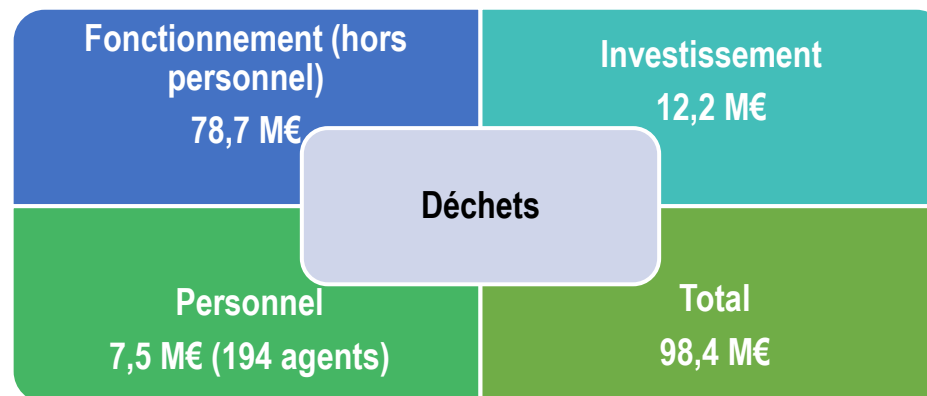 Fonctionnement (hors
personnel)
78,7 M€
Investissement
12,2 M€
Déchets
Personnel
7,5 M€ (194 agents)
Total
98,4 M€